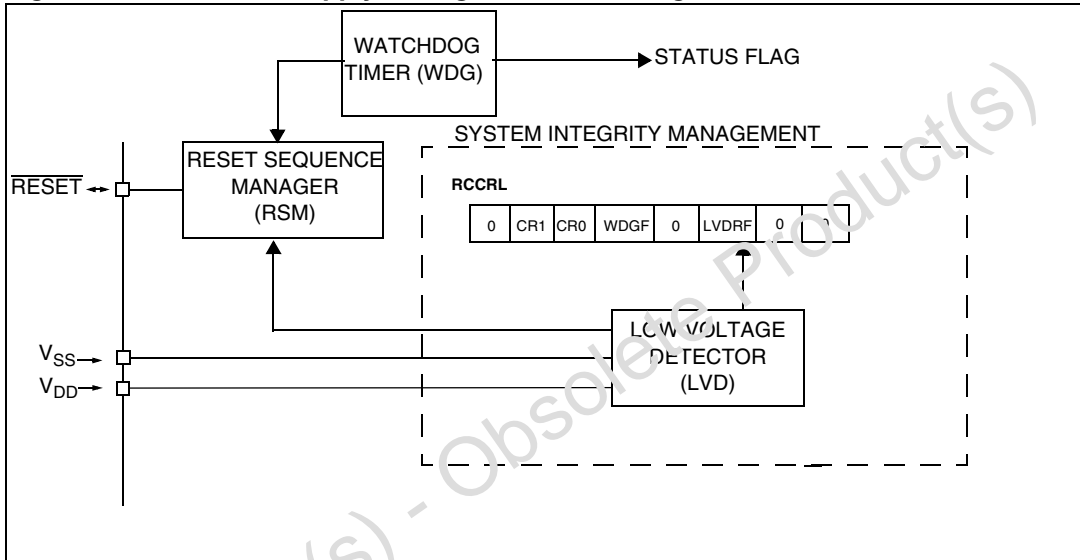 WATCHDOG
TIMER (WDG)
STATUS FLAG
SYSTEM INTEGRITY MANAGEMENT
RESET SEQUENCE
MANAGER
(RSM)
RESET
RCCRL
0 CR1 CR0 WDGF 0 LVDRF 0
LOW VOLTAGE
DETECTOR
(LVD)
VSS
VDD
(s) - Obsolete Product(s)